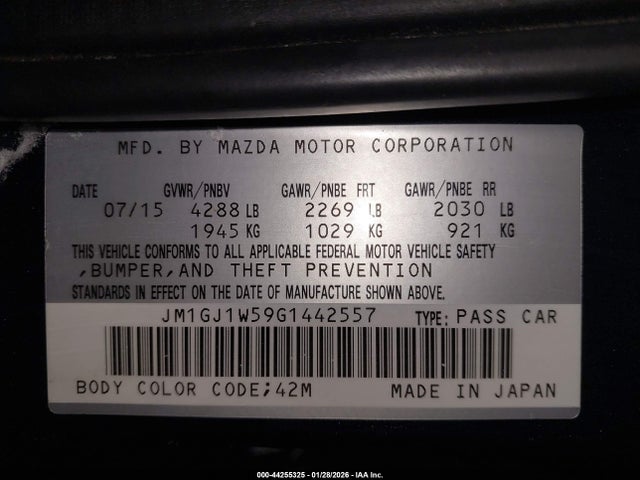 MFD. BY MAZDA MOTOR CORPORATION
DATE GVWR/PNBV GAWR/PNBE FRT GAWR/PNBE RR
07/15 4288 LB 2269 LB 2030 LB
1945 KG 1029 KG 921 KG
THIS VEHICLE CONFORMS TO ALL APPLICABLE FEDERAL MOTOR VEHICLE SAFETY
,BUMPER,AND THEFT PREVENTION
STANDARDS IN EFFECT ON THE DATE OF MANUFACTURE SHOWN ABOVE.
JM1GJ1W59G1442557 TYPE: PASS CAR
BODY COLOR CODE;42M MADE IN JAPAN
000-44255325 - 01/28/2026 - IAA Inc.